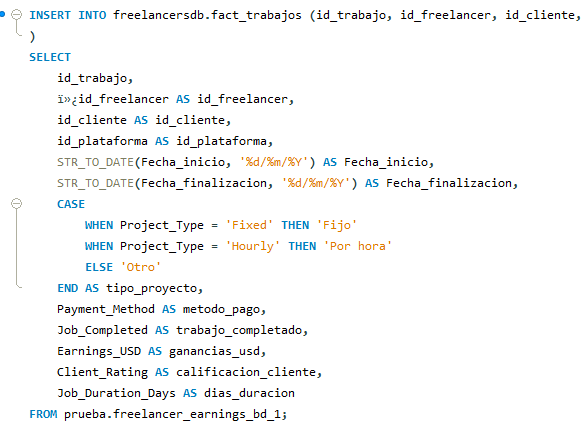 INSERT INTO freelancersdb.fact_trabajos (id_trabajo, id_freelancer, id_cliente,
)
SELECT
id_trabajo,
ï»¿id_freelancer AS id_freelancer,
id_cliente AS id_cliente,
id_plataforma AS id_plataforma,
STR_TO_DATE(Fecha_inicio, '%d/%m/%Y') AS Fecha_inicio,
STR_TO_DATE(Fecha_finalizacion, '%d/%m/%Y') AS Fecha_finalizacion,
CASE
WHEN Project_Type = 'Fixed' THEN 'Fijo'
WHEN Project_Type = 'Hourly' THEN 'Por hora'
ELSE 'Otro'
END AS tipo_proyecto,
Payment_Method AS metodo_pago,
Job_Completed AS trabajo_completado,
Earnings_USD AS ganancias_usd,
Client_Rating AS calificacion_cliente,
Job_Duration_Days AS dias_duracion
FROM prueba.freelancer_earnings_bd_1;